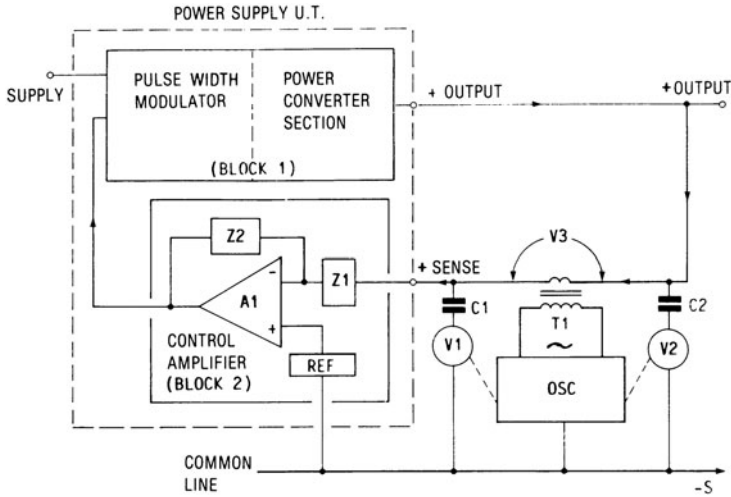 POWER SUPPLY U.T.
SUPPLY
PULSE WIDTH
MODULATOR
POWER
CONVERTER
SECTION
(BLOCK 1)
+ OUTPUT
+OUTPUT
Z2
A1
-
+
Z1
REF
CONTROL
AMPLIFIER
(BLOCK 2)
+ SENSE
V3
C1
V1
T1
~
OSC
C2
V2
COMMON
LINE
-S